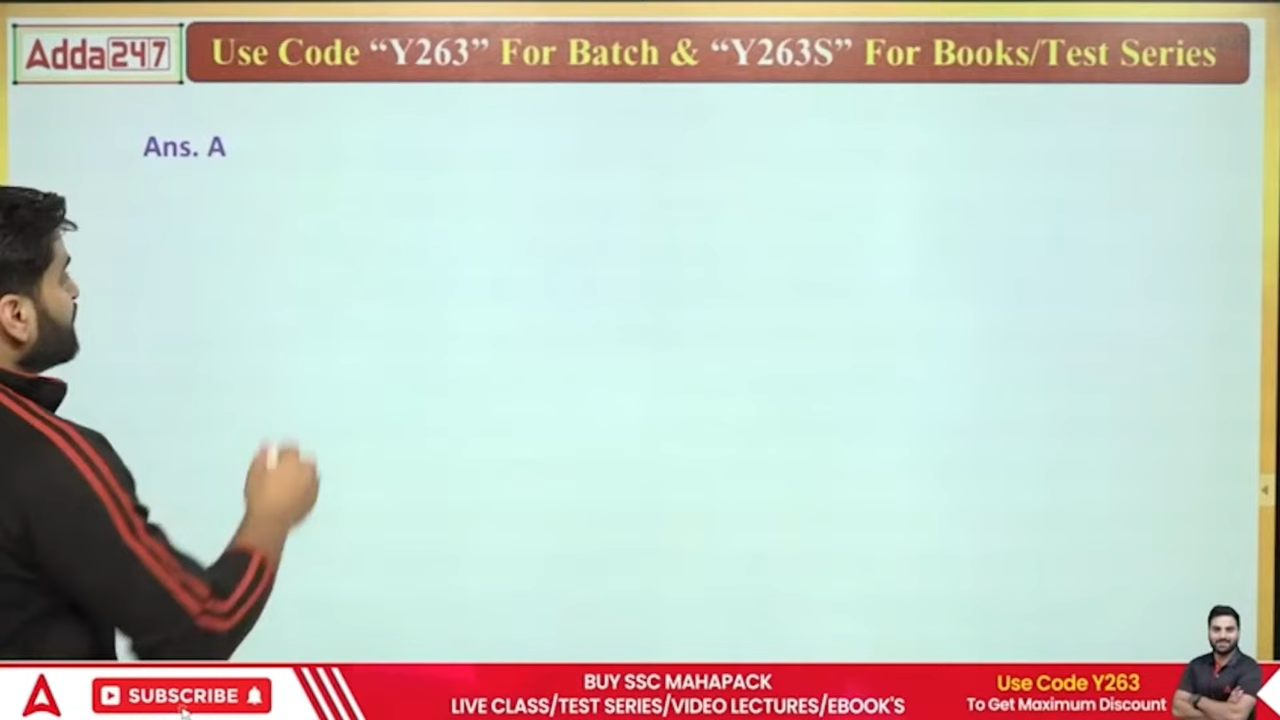 Adda247
Use Code “Y263” For Batch & “Y263S” For Books/Test Series
Ans. A
SUBSCRIBE
BUY SSC MAHAPACK
LIVE CLASS/TEST SERIES/VIDEO LECTURES/EBOOK'S
Use Code Y263
To Get Maximum Discount